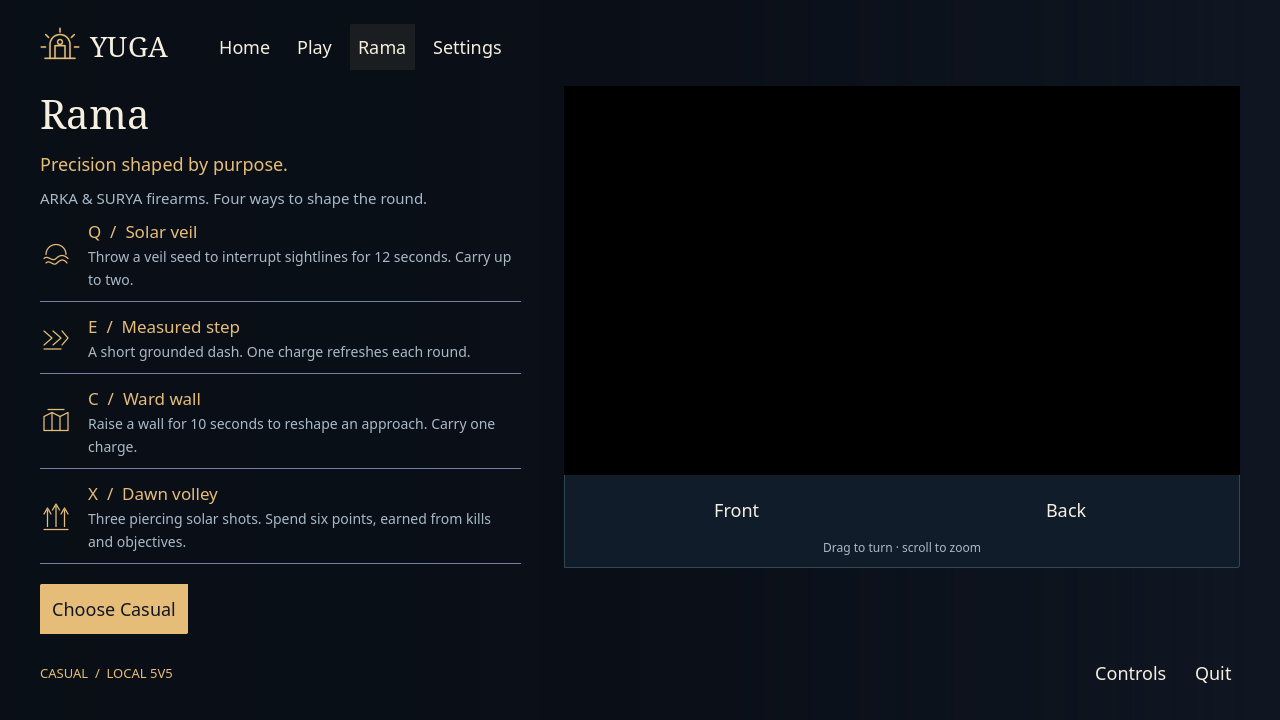 YUGA
Home
Play
Rama
Settings
Rama
Precision shaped by purpose.
ARKA & SURYA firearms. Four ways to shape the round.
Q / Solar veil
Throw a veil seed to interrupt sightlines for 12 seconds. Carry up
to two.
E / Measured step
A short grounded dash. One charge refreshes each round.
C / Ward wall
Raise a wall for 10 seconds to reshape an approach. Carry one
charge.
X / Dawn volley
Three piercing solar shots. Spend six points, earned from kills
and objectives.
Choose Casual
Front
Back
Drag to turn · scroll to zoom
CASUAL / LOCAL 5V5
Controls
Quit